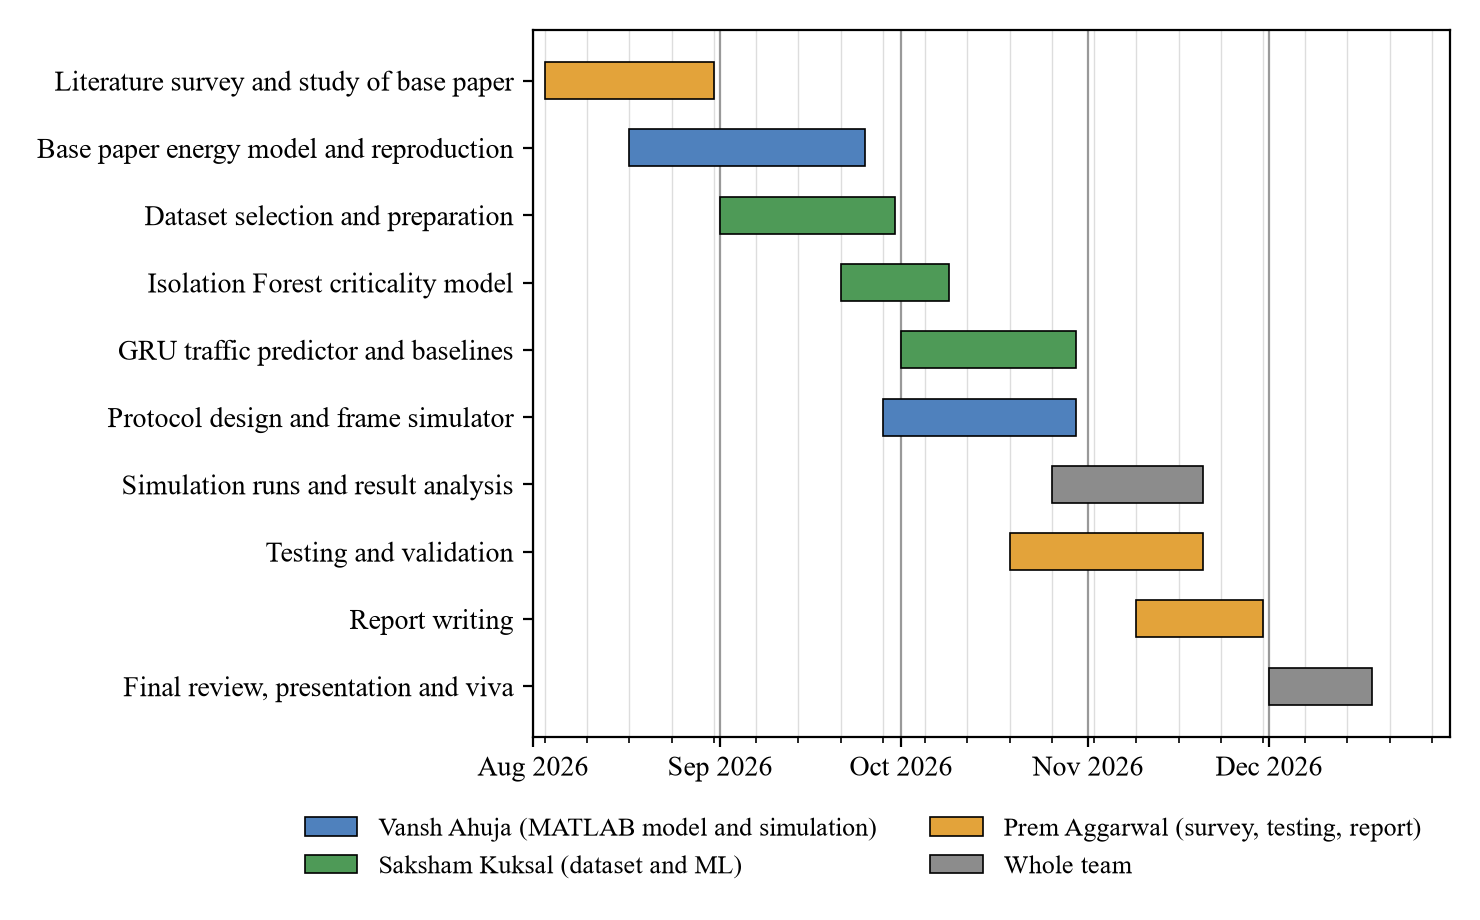 Literature survey and study of base paper
Base paper energy model and reproduction
Dataset selection and preparation
Isolation Forest criticality model
GRU traffic predictor and baselines
Protocol design and frame simulator
Simulation runs and result analysis
Testing and validation
Report writing
Final review, presentation and viva
Aug 2026 Sep 2026 Oct 2026 Nov 2026 Dec 2026
Vansh Ahuja (MATLAB model and simulation) Prem Aggarwal (survey, testing, report)
Saksham Kuksal (dataset and ML) Whole team